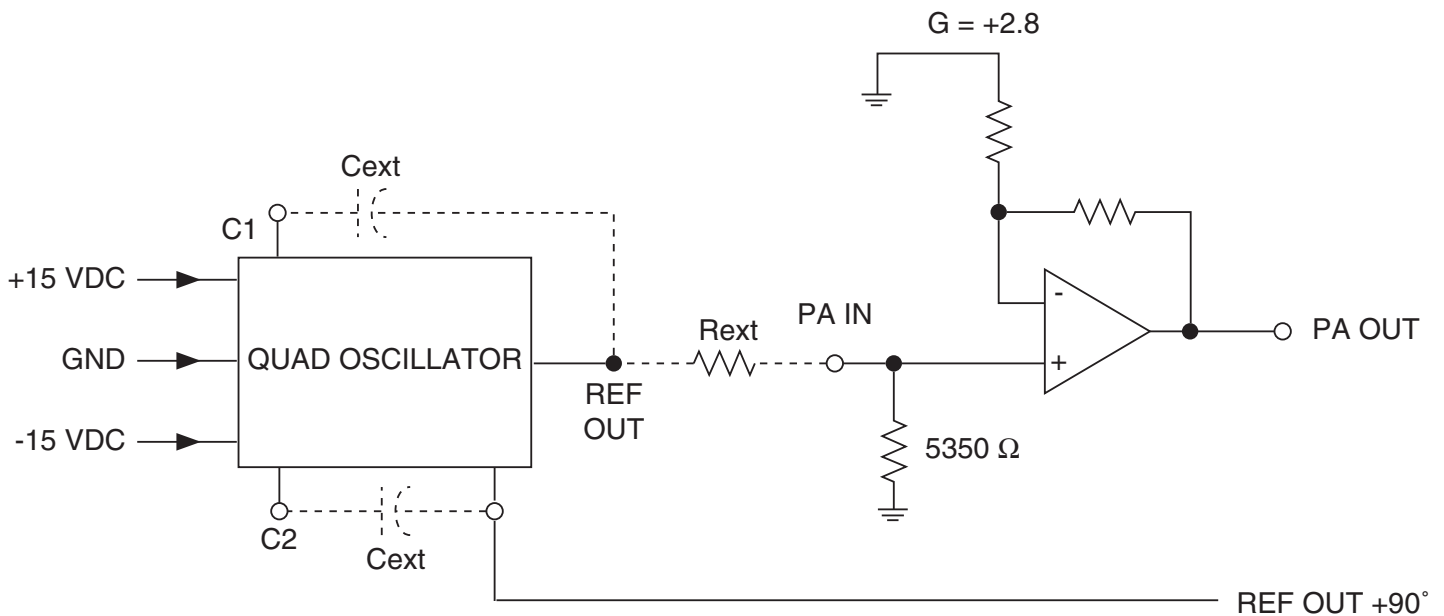 G = +2.8
Cext
C1
+15 VDC
PA IN
Rext
-
PA OUT
GND
QUAD OSCILLATOR
+
REF
OUT
-15 VDC
5350 Ω
C2
Cext
REF OUT +90°